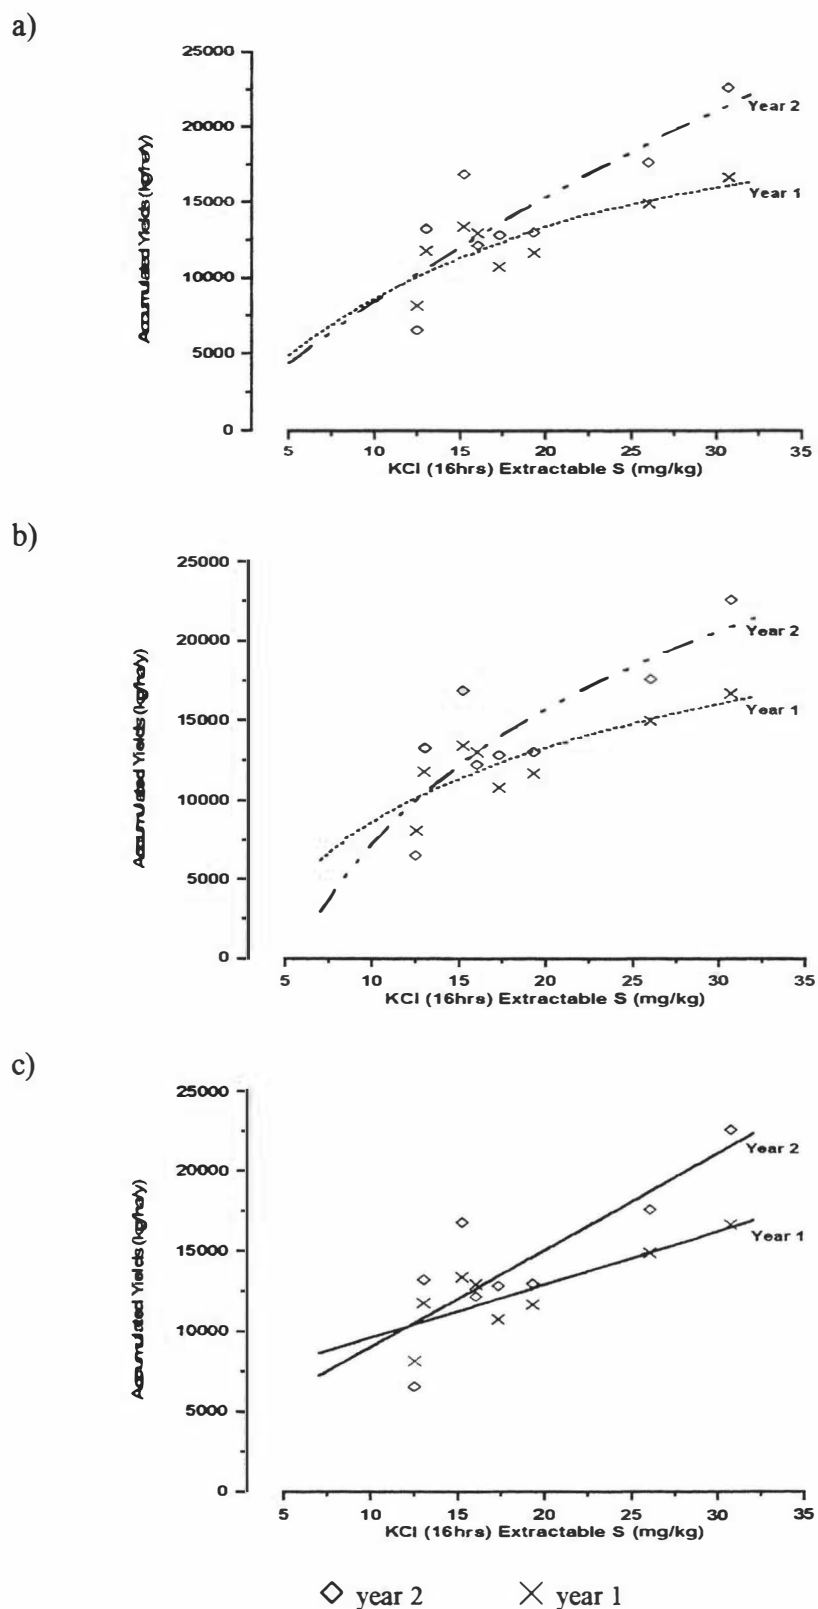 a)
25000
20000
15000
10000
5000
0
Accumulated Yields (kg/ha/y)
Year 2
Year 1
5 10 15 20 25 30 35
KCl (16hrs) Extractable S (mg/kg)
b)
25000
20000
15000
10000
5000
0
Accumulated Yields (kg/ha/y)
Year 2
Year 1
5 10 15 20 25 30 35
KCl (16hrs) Extractable S (mg/kg)
c)
25000
20000
15000
10000
5000
0
Accumulated Yields (kg/ha/y)
Year 2
Year 1
5 10 15 20 25 30 35
KCl (16hrs) Extractable S (mg/kg)
year 2 year 1